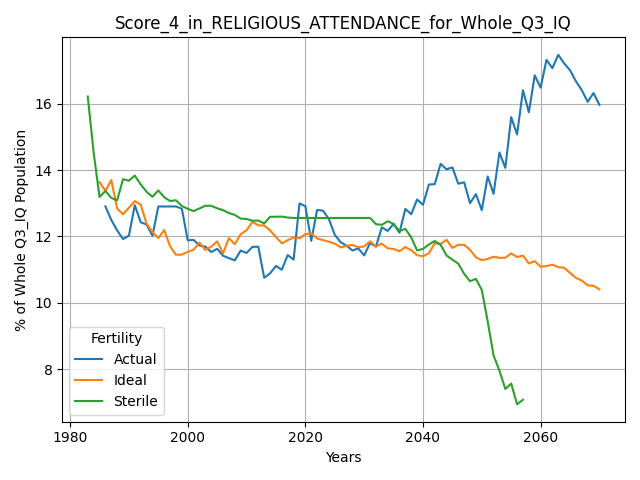 Score_4_in_RELIGIOUS_ATTENDANCE_for_Whole_Q3_IQ
% of Whole Q3_IQ Population
16
14
12
10
8
Fertility
Actual
Ideal
Sterile
1980
2000
2020
2040
2060
Years